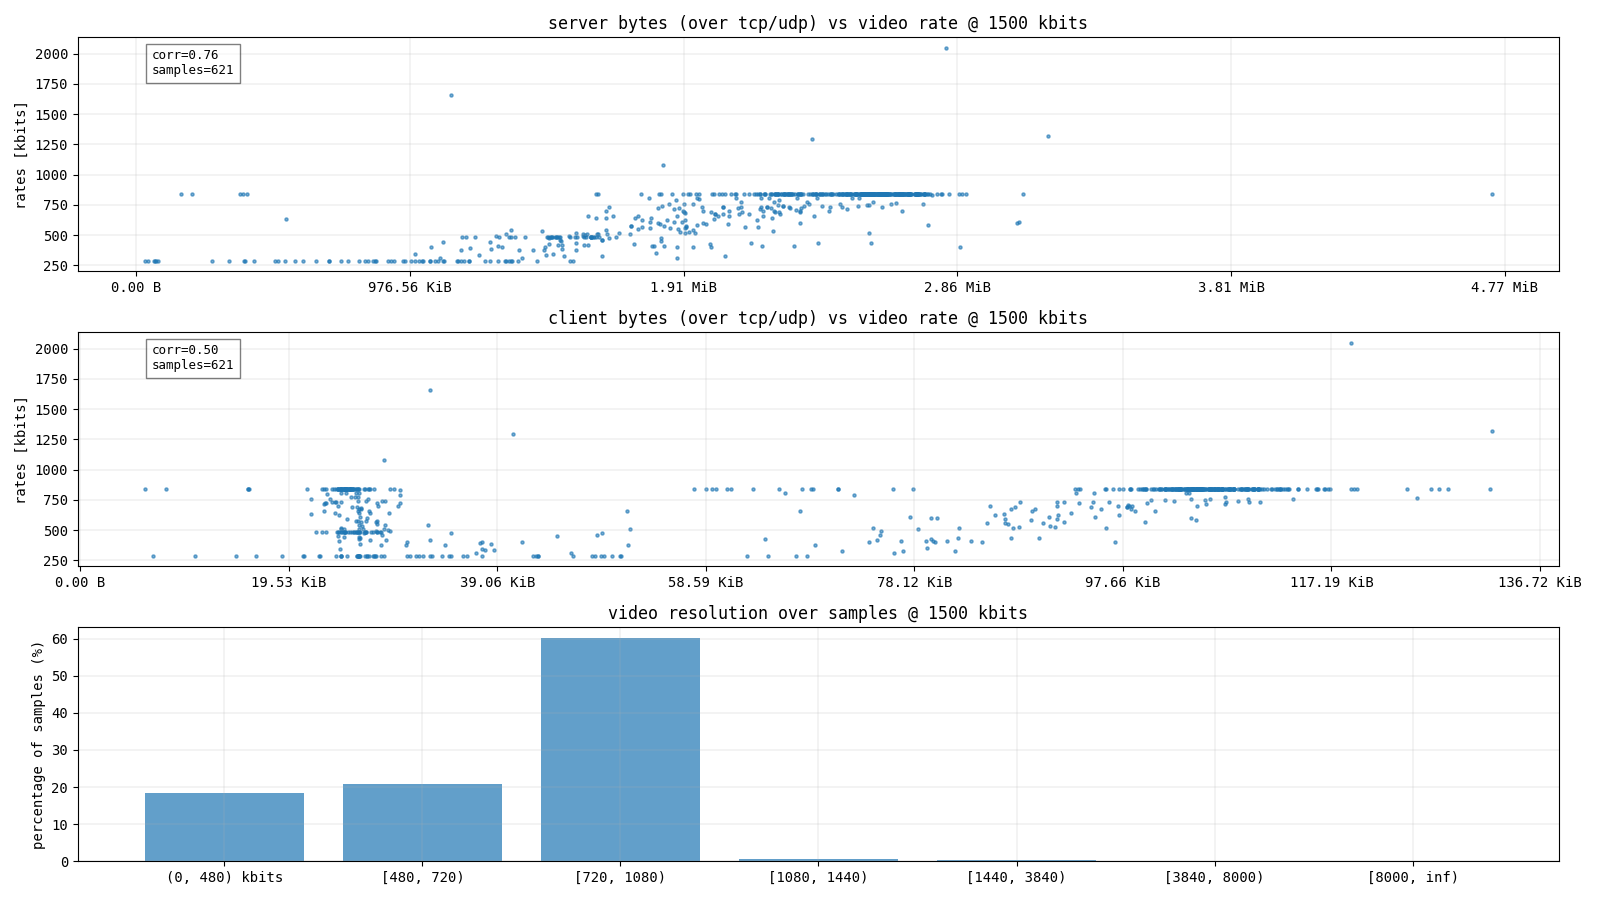 server bytes (over tcp/udp) vs video rate @ 1500 kbits
rates [kbits]
2000
1750
1500
1250
1000
750
500
250
corr=0.76
samples=621
0.00 B 976.56 KiB 1.91 MiB 2.86 MiB 3.81 MiB 4.77 MiB
client bytes (over tcp/udp) vs video rate @ 1500 kbits
rates [kbits]
2000
1750
1500
1250
1000
750
500
250
corr=0.50
samples=621
0.00 B 19.53 KiB 39.06 KiB 58.59 KiB 78.12 KiB 97.66 KiB 117.19 KiB 136.72 KiB
video resolution over samples @ 1500 kbits
percentage of samples (%)
60
50
40
30
20
10
0
(0, 480) kbits [480, 720) [720, 1080) [1080, 1440) [1440, 3840) [3840, 8000) [8000, inf)